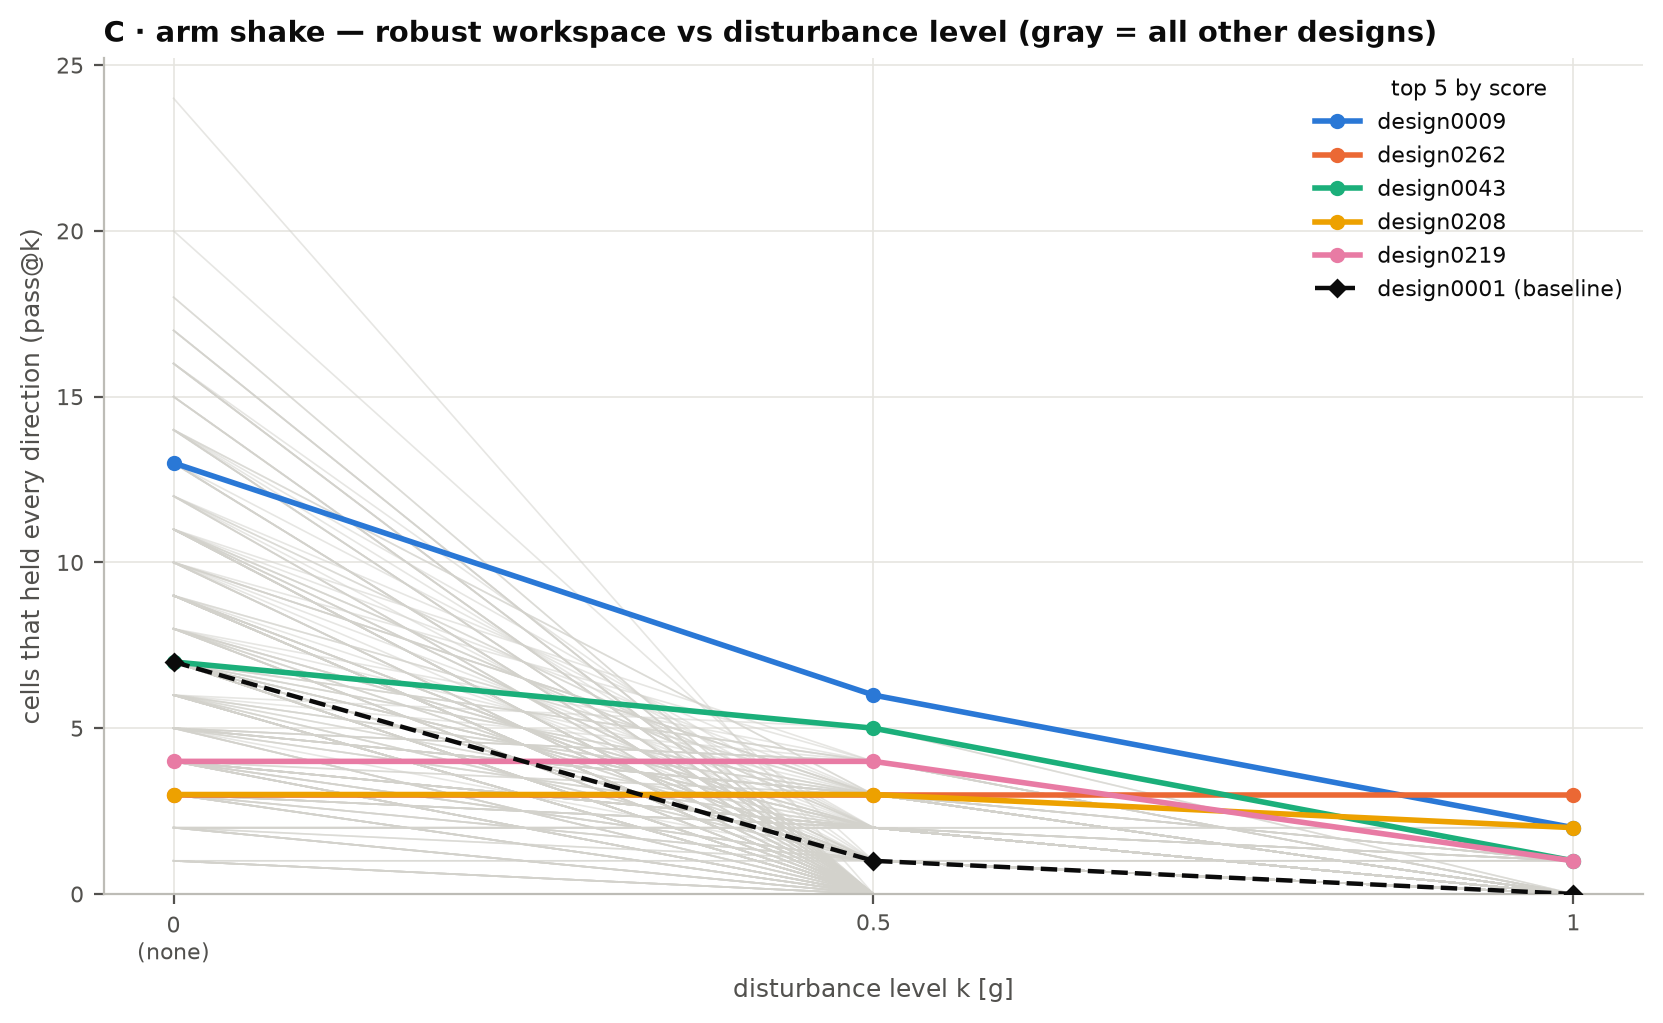 C · arm shake — robust workspace vs disturbance level (gray = all other designs)
cells that held every direction (pass@k)
25
20
15
10
5
0
top 5 by score
design0009
design0262
design0043
design0208
design0219
design0001 (baseline)
0
(none)
0.5
1
disturbance level k [g]